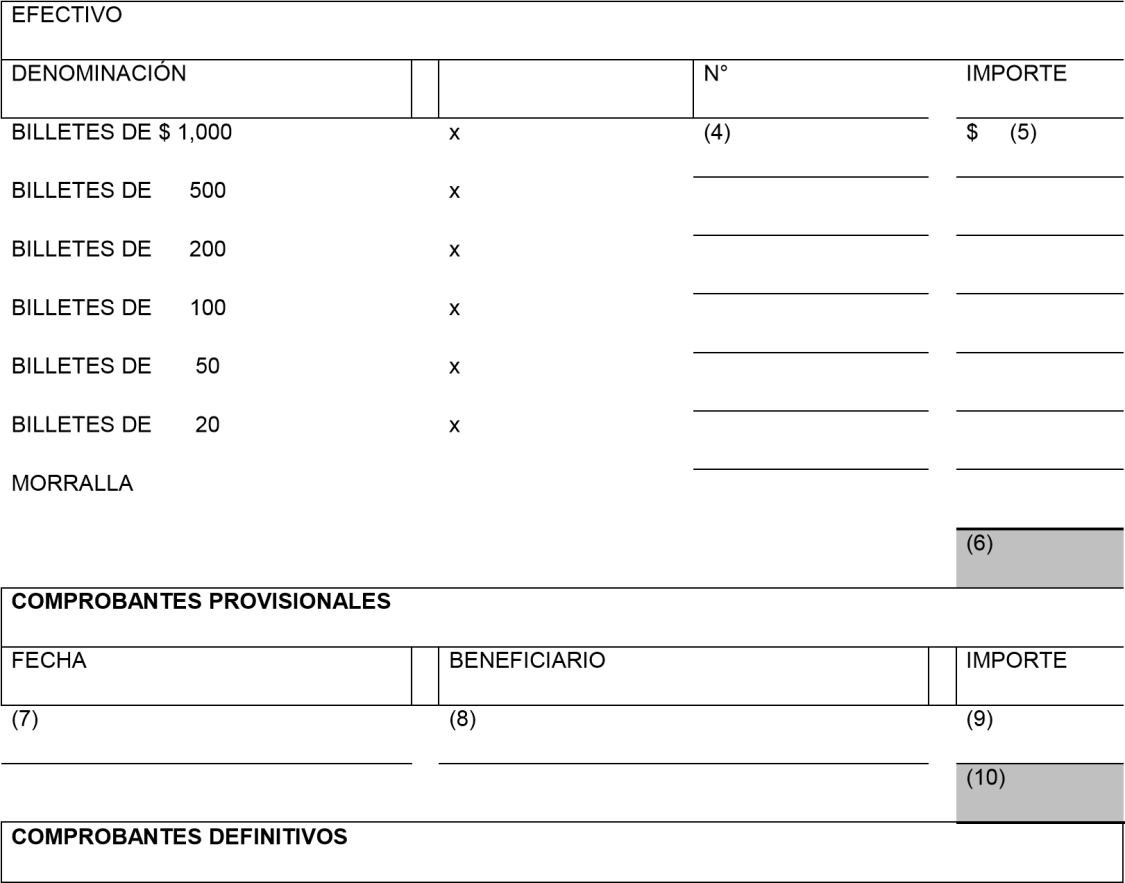 EFECTIVO
DENOMINACIÓN N° IMPORTE
BILLETES DE $ 1,000 x (4) $ (5)
BILLETES DE 500 x
BILLETES DE 200 x
BILLETES DE 100 x
BILLETES DE 50 x
BILLETES DE 20 x
MORRALLA
(6)
COMPROBANTES PROVISIONALES
FECHA BENEFICIARIO IMPORTE
(7) (8) (9)
(10)
COMPROBANTES DEFINITIVOS